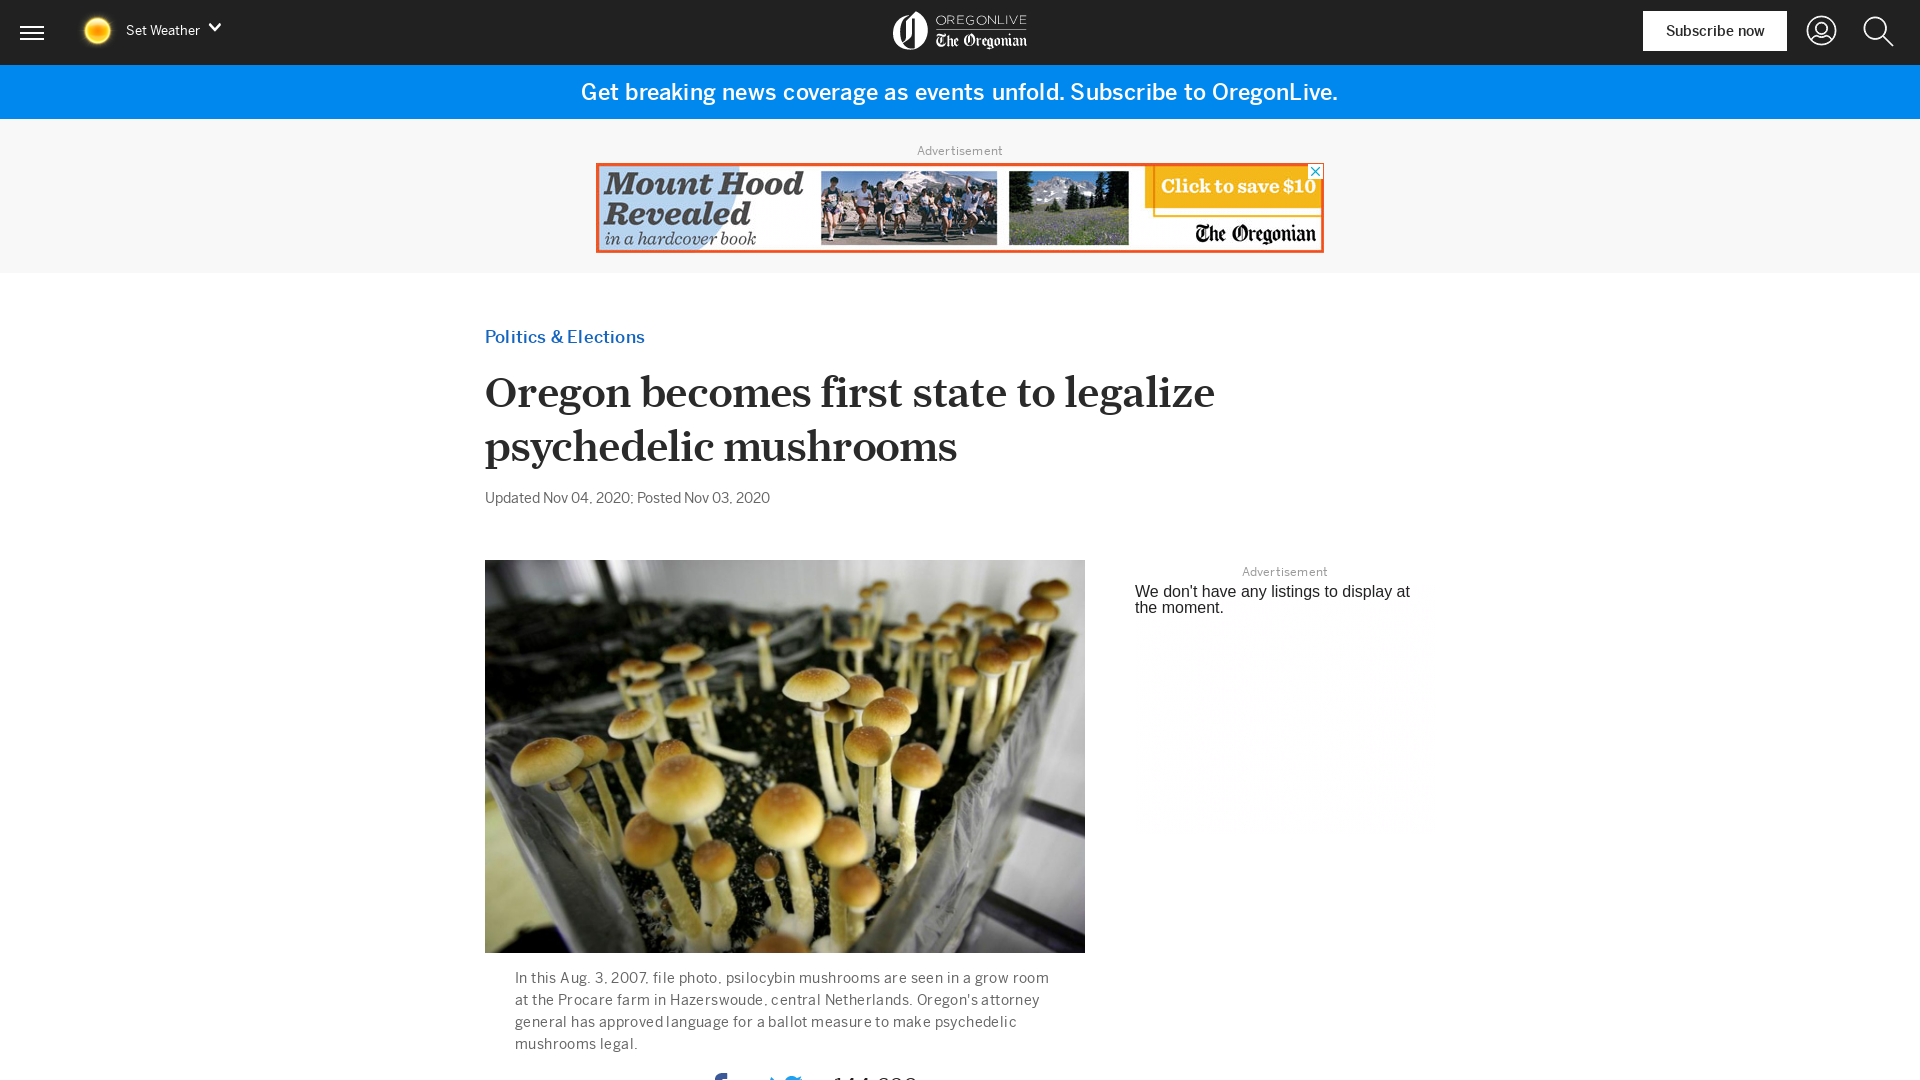 Set Weather
OREGONLIVE
The Oregonian
Subscribe now
Get breaking news coverage as events unfold. Subscribe to OregonLive.
Advertisement
Mount Hood
Revealed
in a hardcover book
Click to save $10
The Oregonian
Politics & Elections
Oregon becomes first state to legalize
psychedelic mushrooms
Updated Nov 04, 2020; Posted Nov 03, 2020
Advertisement
We don't have any listings to display at
the moment.
In this Aug. 3, 2007, file photo, psilocybin mushrooms are seen in a grow room
at the Procare farm in Hazerswoude, central Netherlands. Oregon's attorney
general has approved language for a ballot measure to make psychedelic
mushrooms legal.